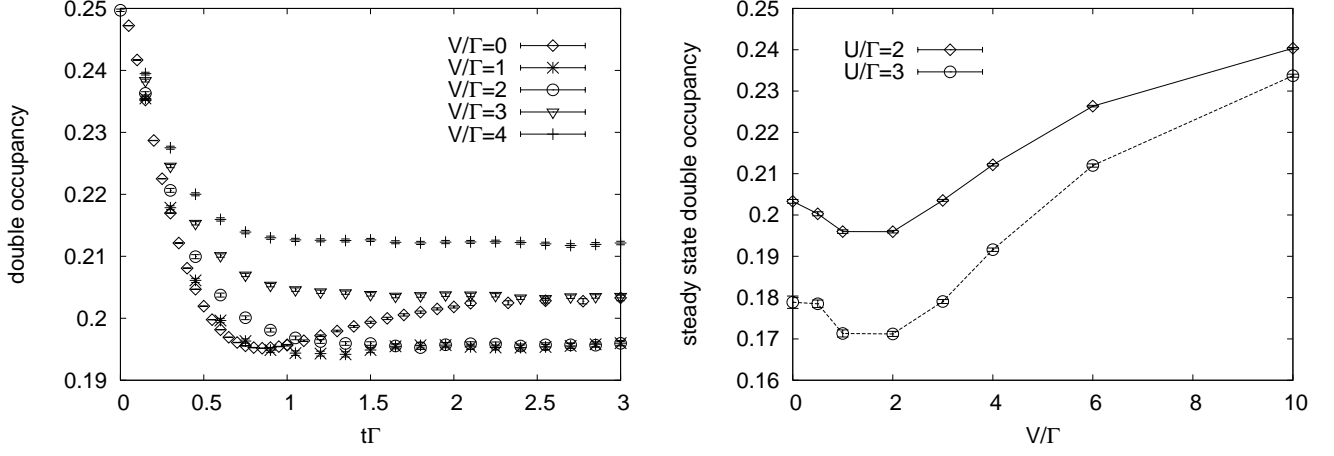 0.25
0.24
0.23
0.22
0.21
0.2
0.19
double occupancy
0
0.5
1
1.5
2
2.5
3
tΓ
V/Γ=0
V/Γ=1
V/Γ=2
V/Γ=3
V/Γ=4
0.25
0.24
0.23
0.22
0.21
0.2
0.19
0.18
0.17
0.16
steady state double occupancy
0
2
4
6
8
10
V/Γ
U/Γ=2
U/Γ=3